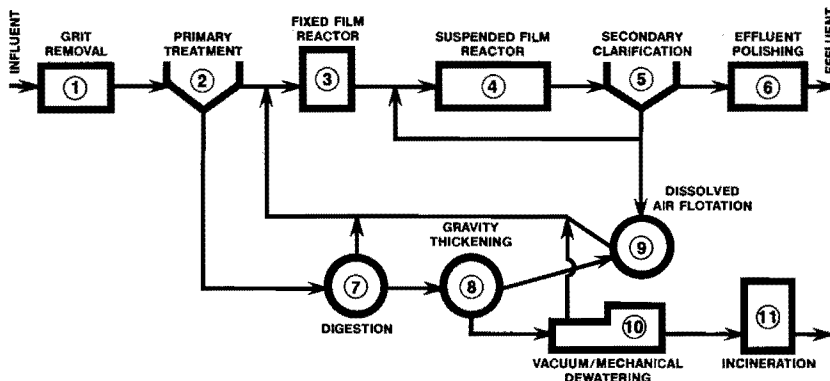 INFLUENT
GRIT
REMOVAL
1
PRIMARY
TREATMENT
2
FIXED FILM
REACTOR
3
SUSPENDED FILM
REACTOR
4
SECONDARY
CLARIFICATION
5
EFFLUENT
POLISHING
6
EFFLUENT
DISSOLVED
AIR FLOTATION
9
GRAVITY
THICKENING
8
7
DIGESTION
10
VACUUM/MECHANICAL
DEWATERING
11
INCINERATION